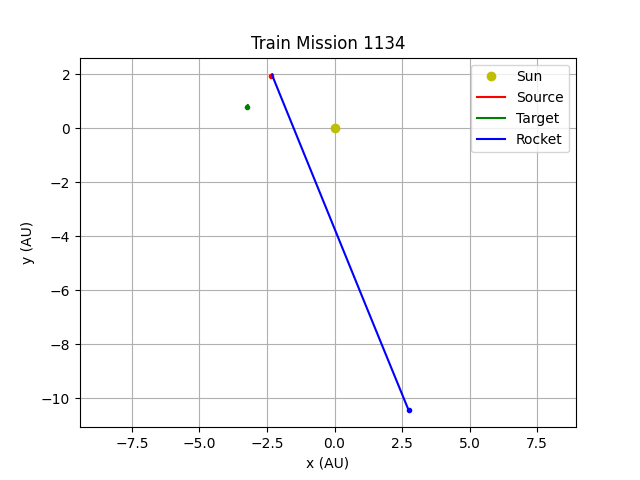 Train Mission 1134
Sun
Source
Target
Rocket
y (AU)
2
0
−2
−4
−6
−8
−10
−7.5 −5.0 −2.5 0.0 2.5 5.0 7.5
x (AU)